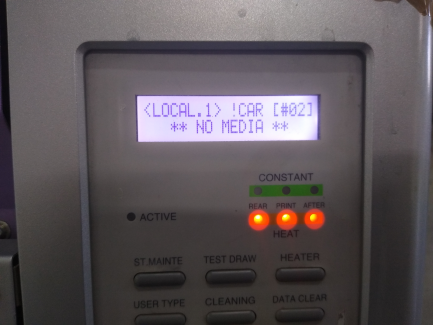 <LOCAL.1> !CAR [#02]
** NO MEDIA **
CONSTANT
REAR PRINT AFTER
ACTIVE
HEAT
ST.MAINTE TEST DRAW HEATER
USER TYPE CLEANING DATA CLEAR